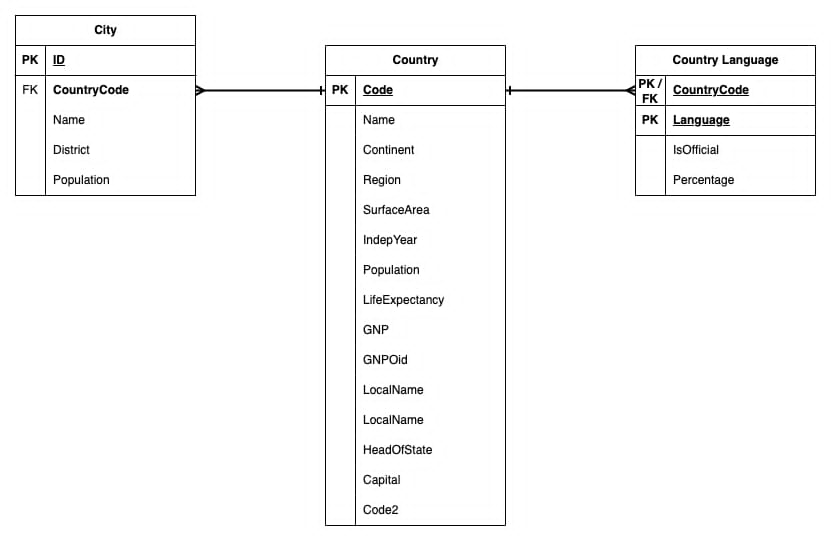 City
PK ID
FK CountryCode
Name
District
Population
Country
PK Code
Name
Continent
Region
SurfaceArea
IndepYear
Population
LifeExpectancy
GNP
GNPOid
LocalName
LocalName
HeadOfState
Capital
Code2
Country Language
PK / FK CountryCode
PK Language
IsOfficial
Percentage